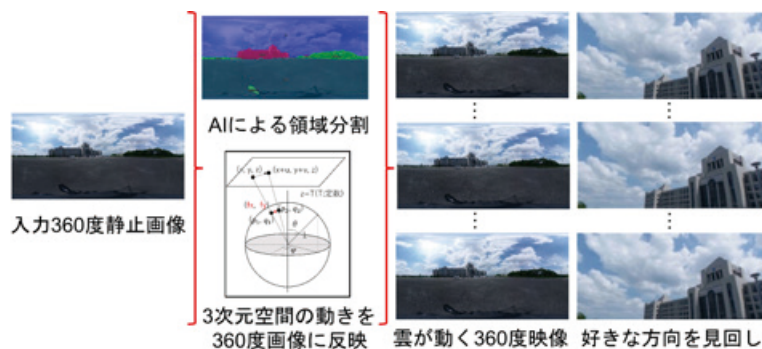 AIによる領域分割
入力360度静止画像
3次元空間の動きを
360度画像に反映
雲が動く360度映像
好きな方向を見回し
(x, y, z)
(x+u, y+v, z)
z=T(T:定数)
θ
φ